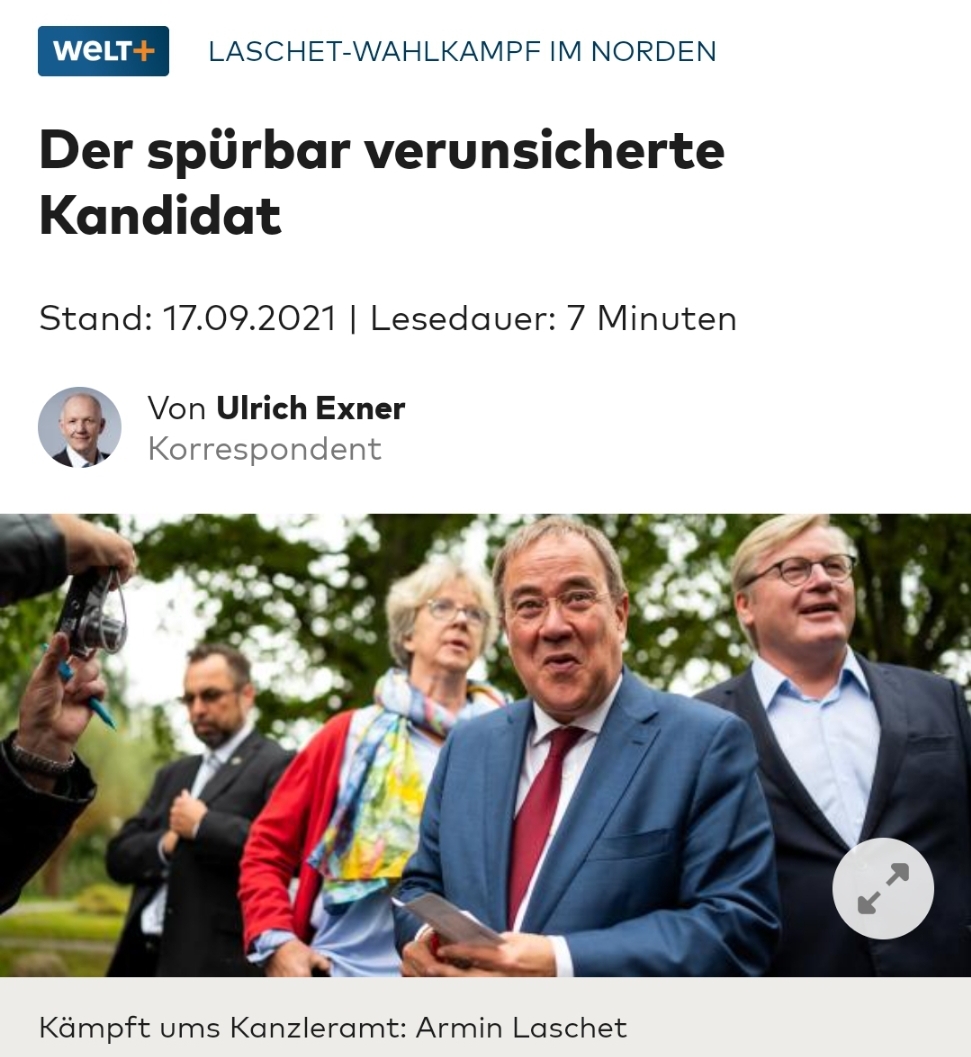 WELT+ LASCHET-WAHLKAMPF IM NORDEN
Der spürbar verunsicherte
Kandidat
Stand: 17.09.2021 | Lesedauer: 7 Minuten
Von Ulrich Exner
Korrespondent
Kämpft ums Kanzleramt: Armin Laschet